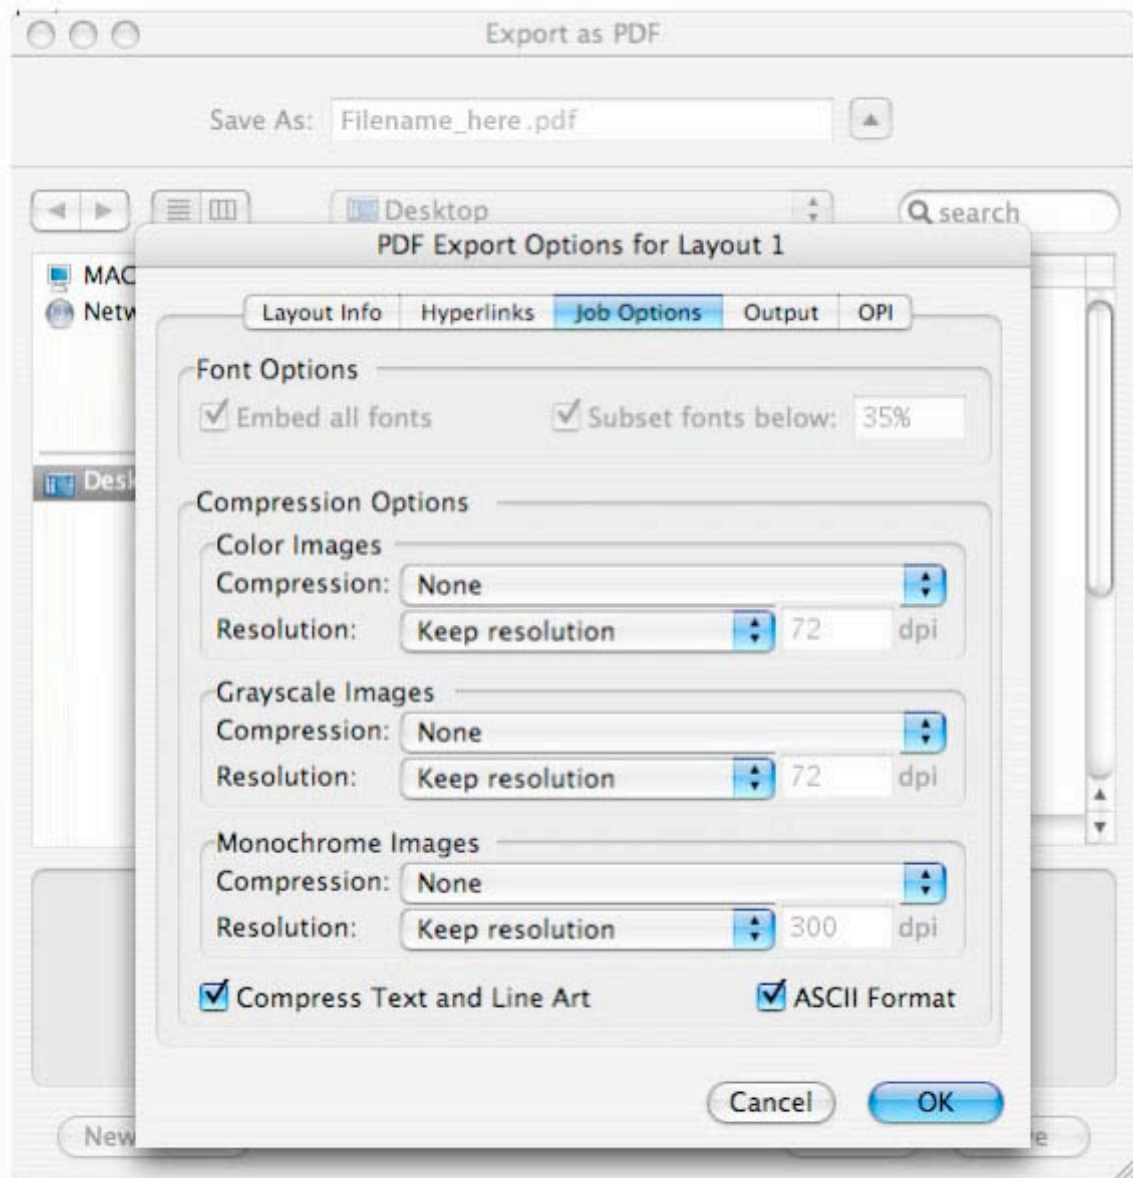 Export as PDF
Save As: Filename_here.pdf
Desktop
search
PDF Export Options for Layout 1
MAC
Netw
Layout Info Hyperlinks Job Options Output OPI
Font Options
Embed all fonts Subset fonts below: 35%
Desk
Compression Options
Color Images
Compression: None
Resolution: Keep resolution 72 dpi
Grayscale Images
Compression: None
Resolution: Keep resolution 72 dpi
Monochrome Images
Compression: None
Resolution: Keep resolution 300 dpi
Compress Text and Line Art ASCII Format
Cancel OK
New